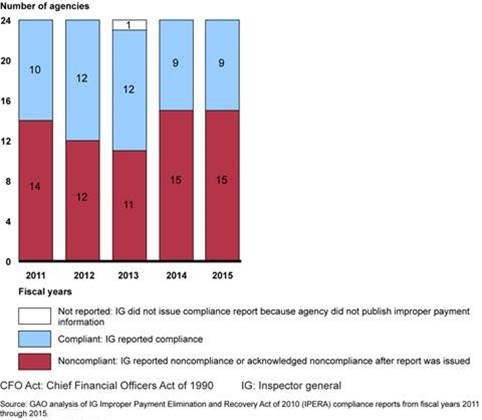 Number of agencies
24
20
16
12
8
4
0
10
14
12
12
1
12
11
9
15
9
15
2011 2012 2013 2014 2015
Fiscal years
Not reported: IG did not issue compliance report because agency did not publish improper payment
information
Compliant: IG reported compliance
Noncompliant: IG reported noncompliance or acknowledged noncompliance after report was issued
CFO Act: Chief Financial Officers Act of 1990 IG: Inspector general
Source: GAO analysis of IG Improper Payment Elimination and Recovery Act of 2010 (IPERA) compliance reports from fiscal years 2011
through 2015.